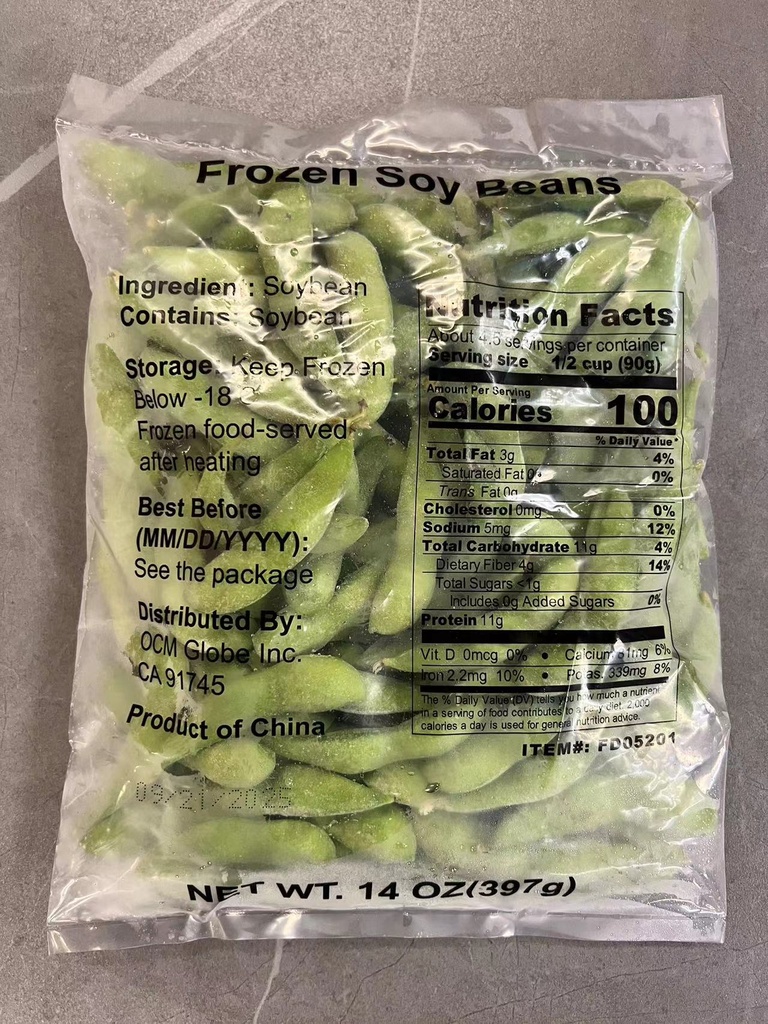 Frozen Soy Beans
Ingredient: Soybean
Contains: Soybean
Storage: Keep Frozen
Below -18 C
Frozen food-served
after heating
Best Before
(MM/DD/YYYY):
See the package
Distributed By:
OCM Globe Inc.
CA 91745
Product of China
09/21/2025
Nutrition Facts
About 4.5 servings per container
Serving size 1/2 cup (90g)
Amount Per Serving
Calories 100
% Daily Value*
Total Fat 3g 4%
Saturated Fat 0g 0%
Trans Fat 0g
Cholesterol 0mg 0%
Sodium 5mg 12%
Total Carbohydrate 11g 4%
Dietary Fiber 4g 14%
Total Sugars <1g
Includes 0g Added Sugars 0%
Protein 11g
Vit. D 0mcg 0% • Calcium 81mg 6%
Iron 2.2mg 10% • Potas. 339mg 8%
The % Daily Value (DV) tells you how much a nutrient
in a serving of food contributes to a daily diet. 2,000
calories a day is used for general nutrition advice.
ITEM#: FD05201
NET WT. 14 OZ(397g)